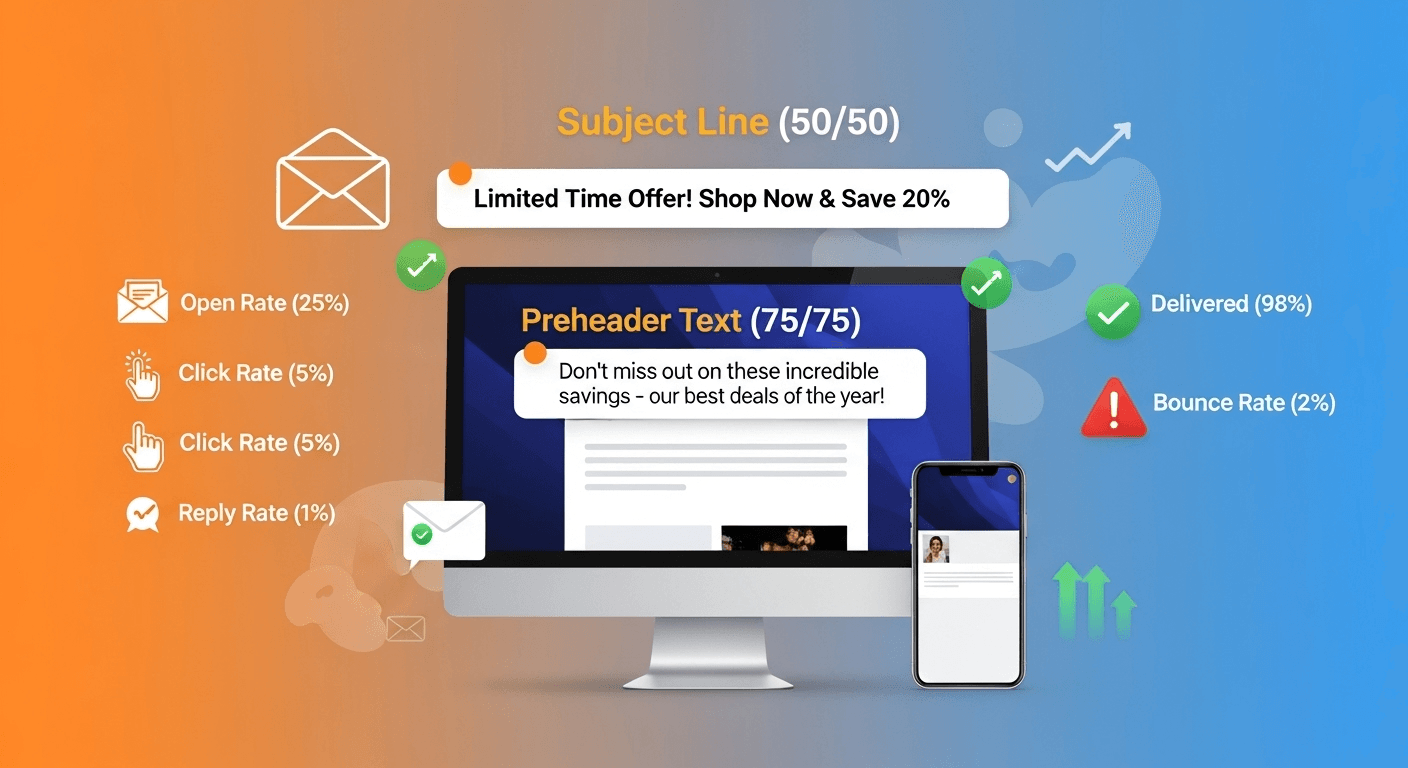 Subject Line (50/50)
Limited Time Offer! Shop Now & Save 20%
Preheader Text (75/75)
Don't miss out on these incredible
savings - our best deals of the year!
Open Rate (25%)
Click Rate (5%)
Click Rate (5%)
Reply Rate (1%)
Delivered (98%)
Bounce Rate (2%)